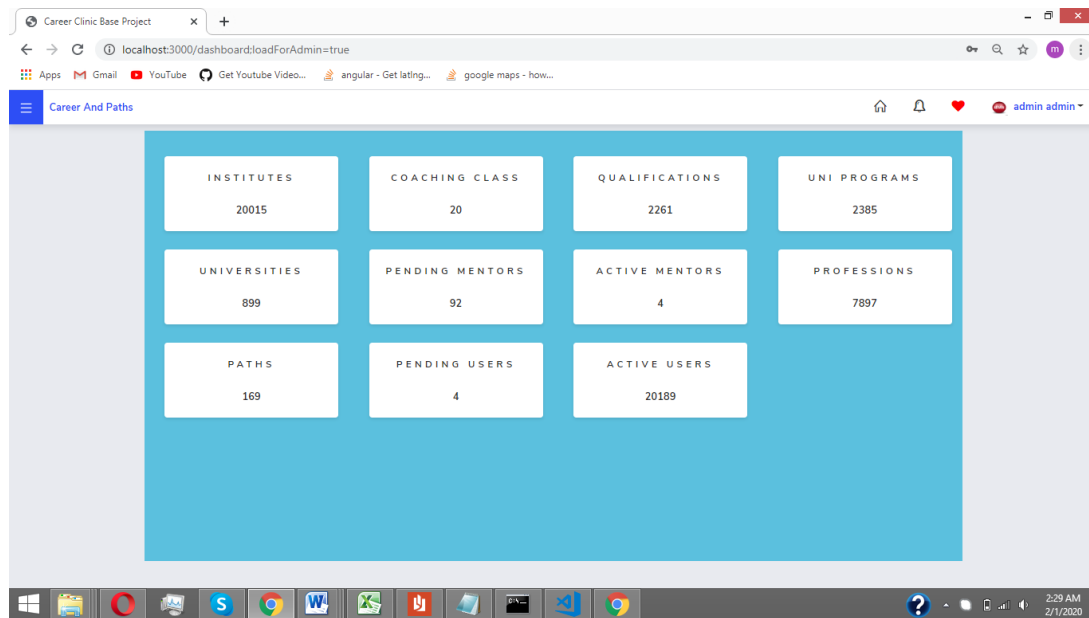 Career Clinic Base Project
localhost:3000/dashboard;loadForAdmin=true
m
Apps Gmail YouTube Get Youtube Video... angular - Get latlng... google maps - how...
Career And Paths
admin admin
INSTITUTES COACHING CLASS QUALIFICATIONS UNI PROGRAMS
20015 20 2261 2385
UNIVERSITIES PENDING MENTORS ACTIVE MENTORS PROFESSIONS
899 92 4 7897
PATHS PENDING USERS ACTIVE USERS
169 4 20189
2:29 AM
2/1/2020